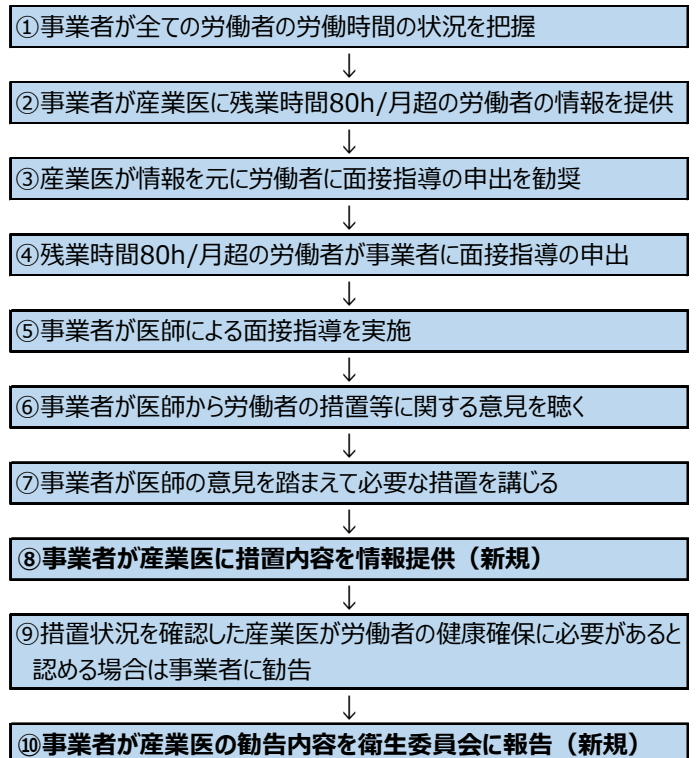 ①事業者が全ての労働者の労働時間の状況を把握
↓
②事業者が産業医に残業時間80h/月超の労働者の情報を提供
↓
③産業医が情報を元に労働者に面接指導の申出を勧奨
↓
④残業時間80h/月超の労働者が事業者に面接指導の申出
↓
⑤事業者が医師による面接指導を実施
↓
⑥事業者が医師から労働者の措置等に関する意見を聴く
↓
⑦事業者が医師の意見を踏まえて必要な措置を講じる
↓
⑧事業者が産業医に措置内容を情報提供（新規）
↓
⑨措置状況を確認した産業医が労働者の健康確保に必要があると
認める場合は事業者に勧告
↓
⑩事業者が産業医の勧告内容を衛生委員会に報告（新規）